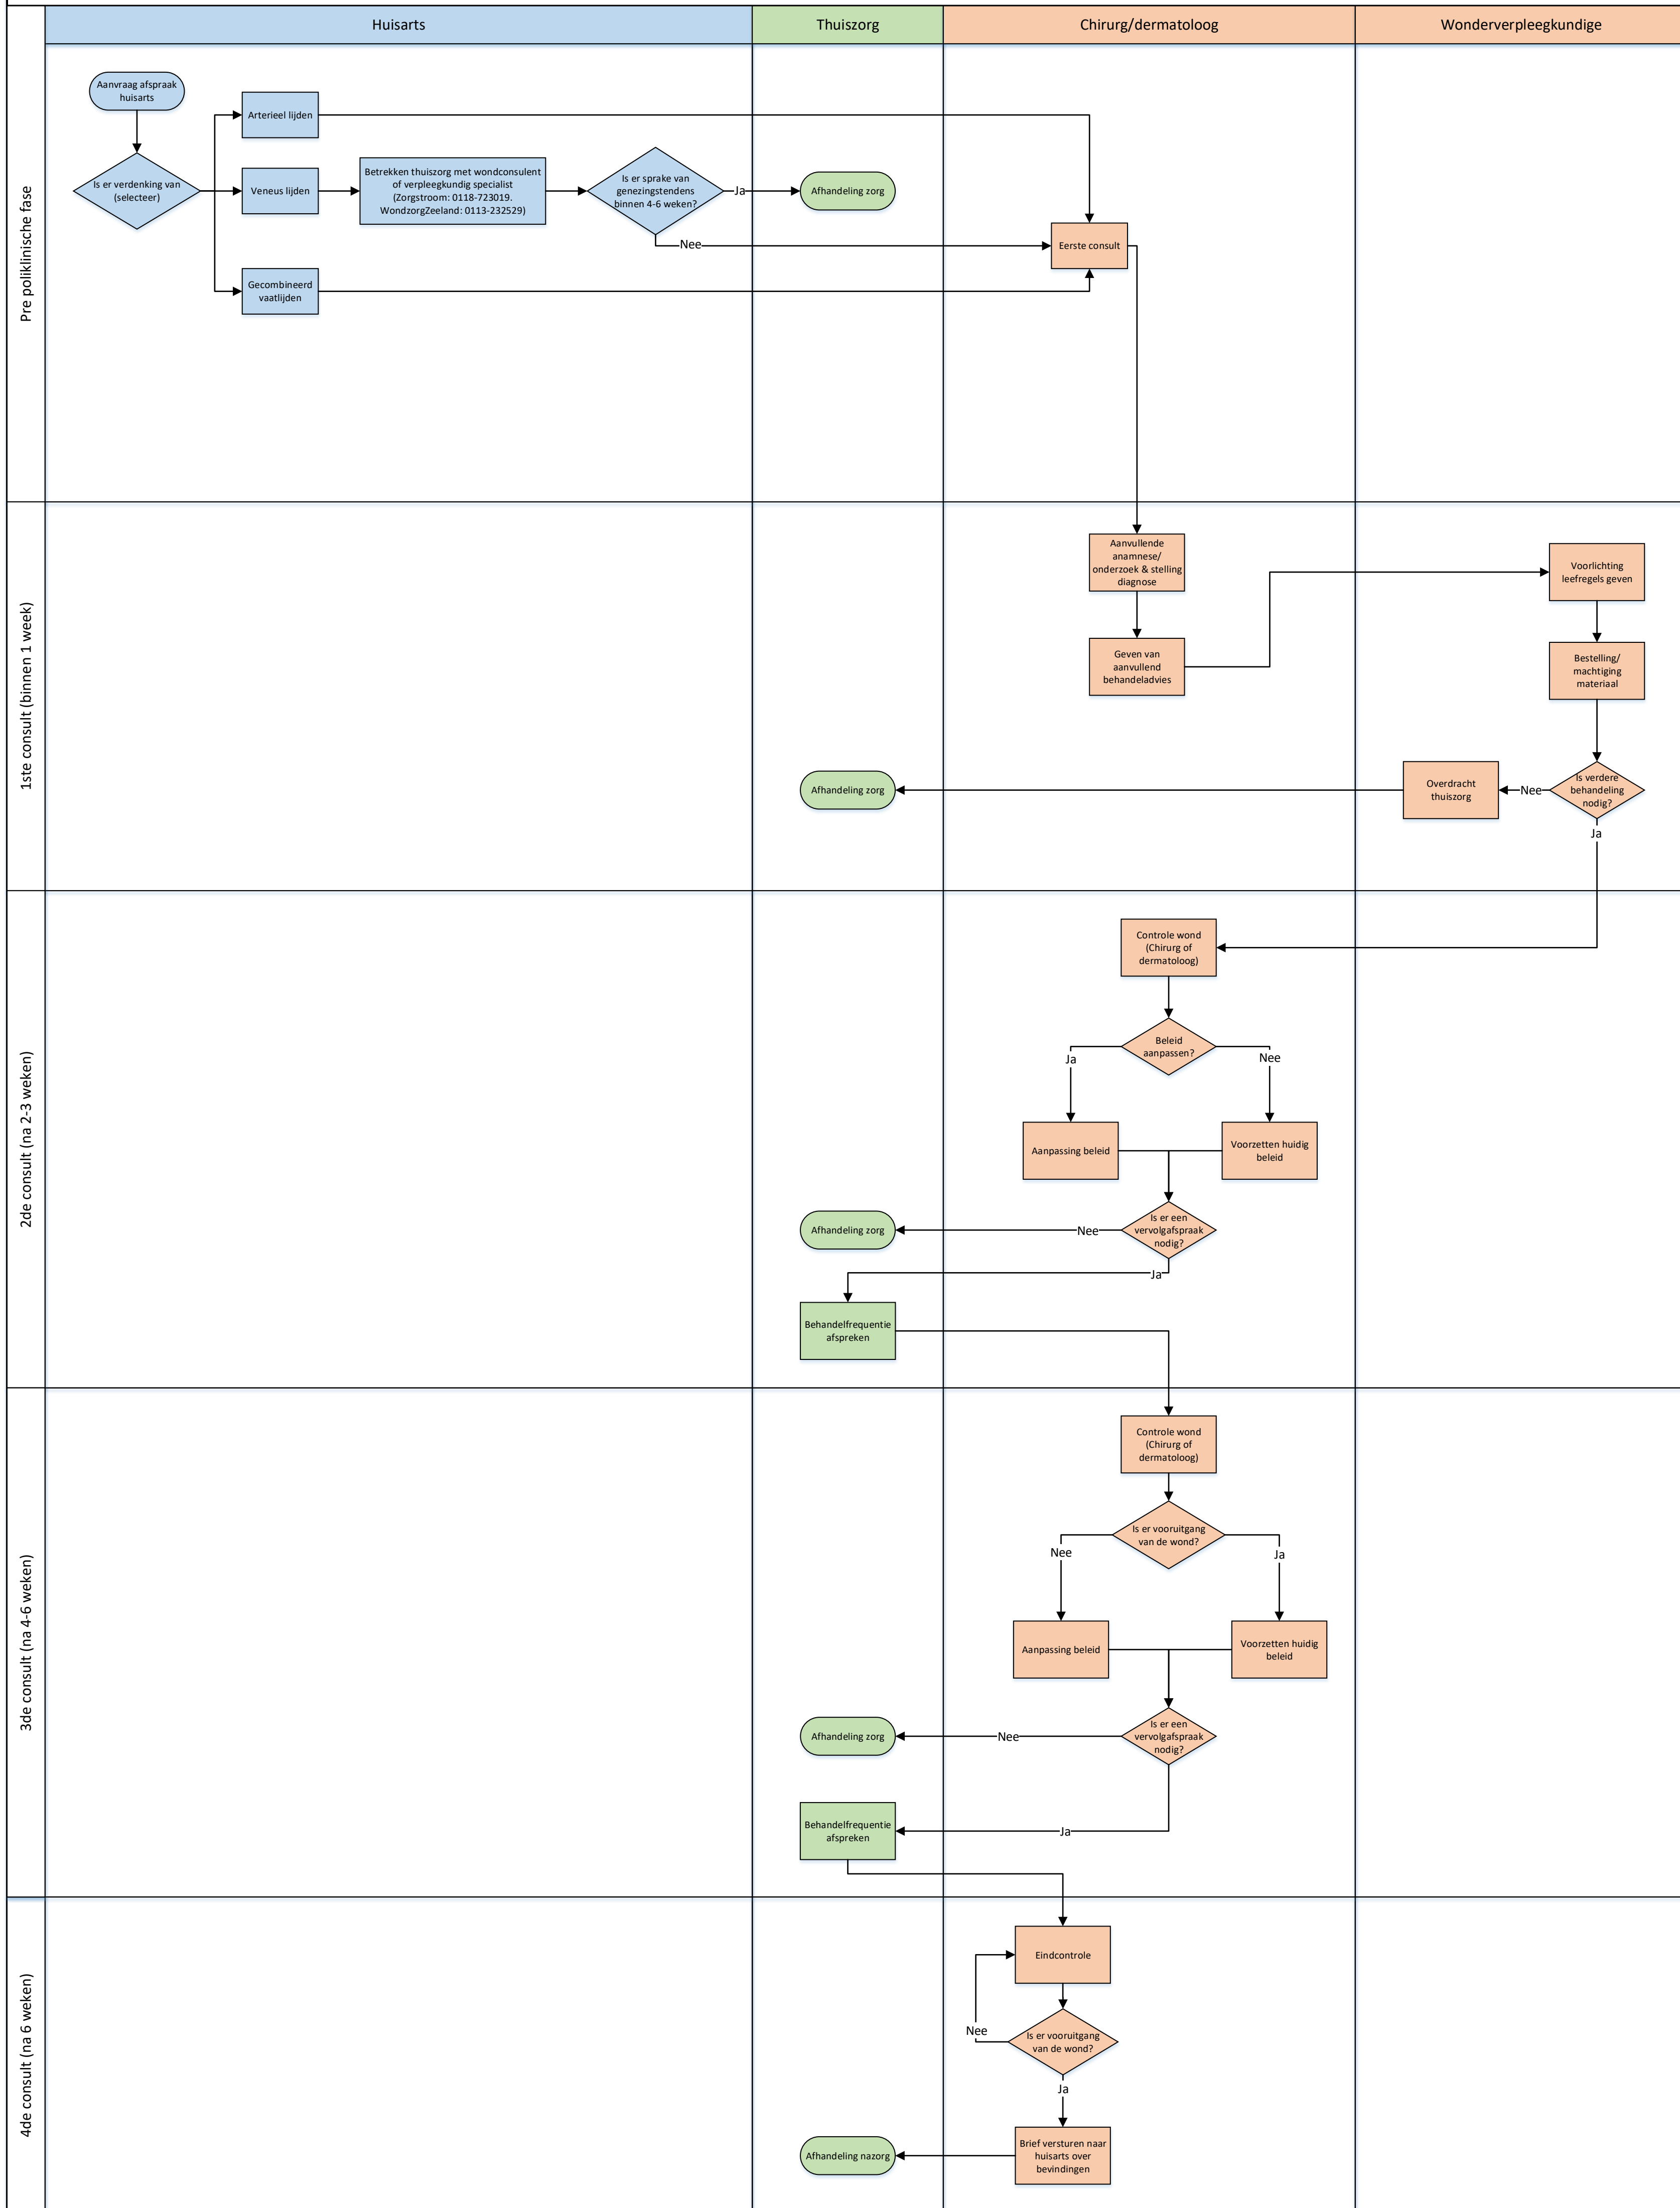 Huisarts
Thuiszorg
Chirurg/dermatoloog
Wonderverpleegkundige
Pre poliklinische fase
Aanvraag afspraak
huisarts
Is er verdenking van
(selecteer)
Arterieel lijden
Veneus lijden
Gecombineerd
vaatlijden
Betrekken thuiszorg met wondconsulent
of verpleegkundig specialist
(Zorgstroom: 0118-723019.
WondzorgZeeland: 0113-232529)
Is er sprake van
genezingstendens
binnen 4-6 weken?
Ja
Nee
Afhandeling zorg
Eerste consult
1ste consult (binnen 1 week)
Aanvullende
anamnese/
onderzoek & stelling
diagnose
Geven van
aanvullend
behandeladvies
Voorlichting
leefregels geven
Bestelling/
machtiging
materiaal
Is verdere
behandeling
nodig?
Nee
Ja
Overdracht
thuiszorg
Afhandeling zorg
2de consult (na 2-3 weken)
Controle wond
(Chirurg of
dermatoloog)
Beleid
aanpassen?
Ja
Nee
Aanpassing beleid
Voorzetten huidig
beleid
Is er een
vervolgafspraak
nodig?
Nee
Afhandeling zorg
Ja
Behandelfrequentie
afspreken
3de consult (na 4-6 weken)
Controle wond
(Chirurg of
dermatoloog)
Is er vooruitgang
van de wond?
Nee
Ja
Aanpassing beleid
Voorzetten huidig
beleid
Is er een
vervolgafspraak
nodig?
Nee
Afhandeling zorg
Ja
Behandelfrequentie
afspreken
4de consult (na 6 weken)
Eindcontrole
Is er vooruitgang
van de wond?
Nee
Ja
Brief versturen naar
huisarts over
bevindingen
Afhandeling nazorg